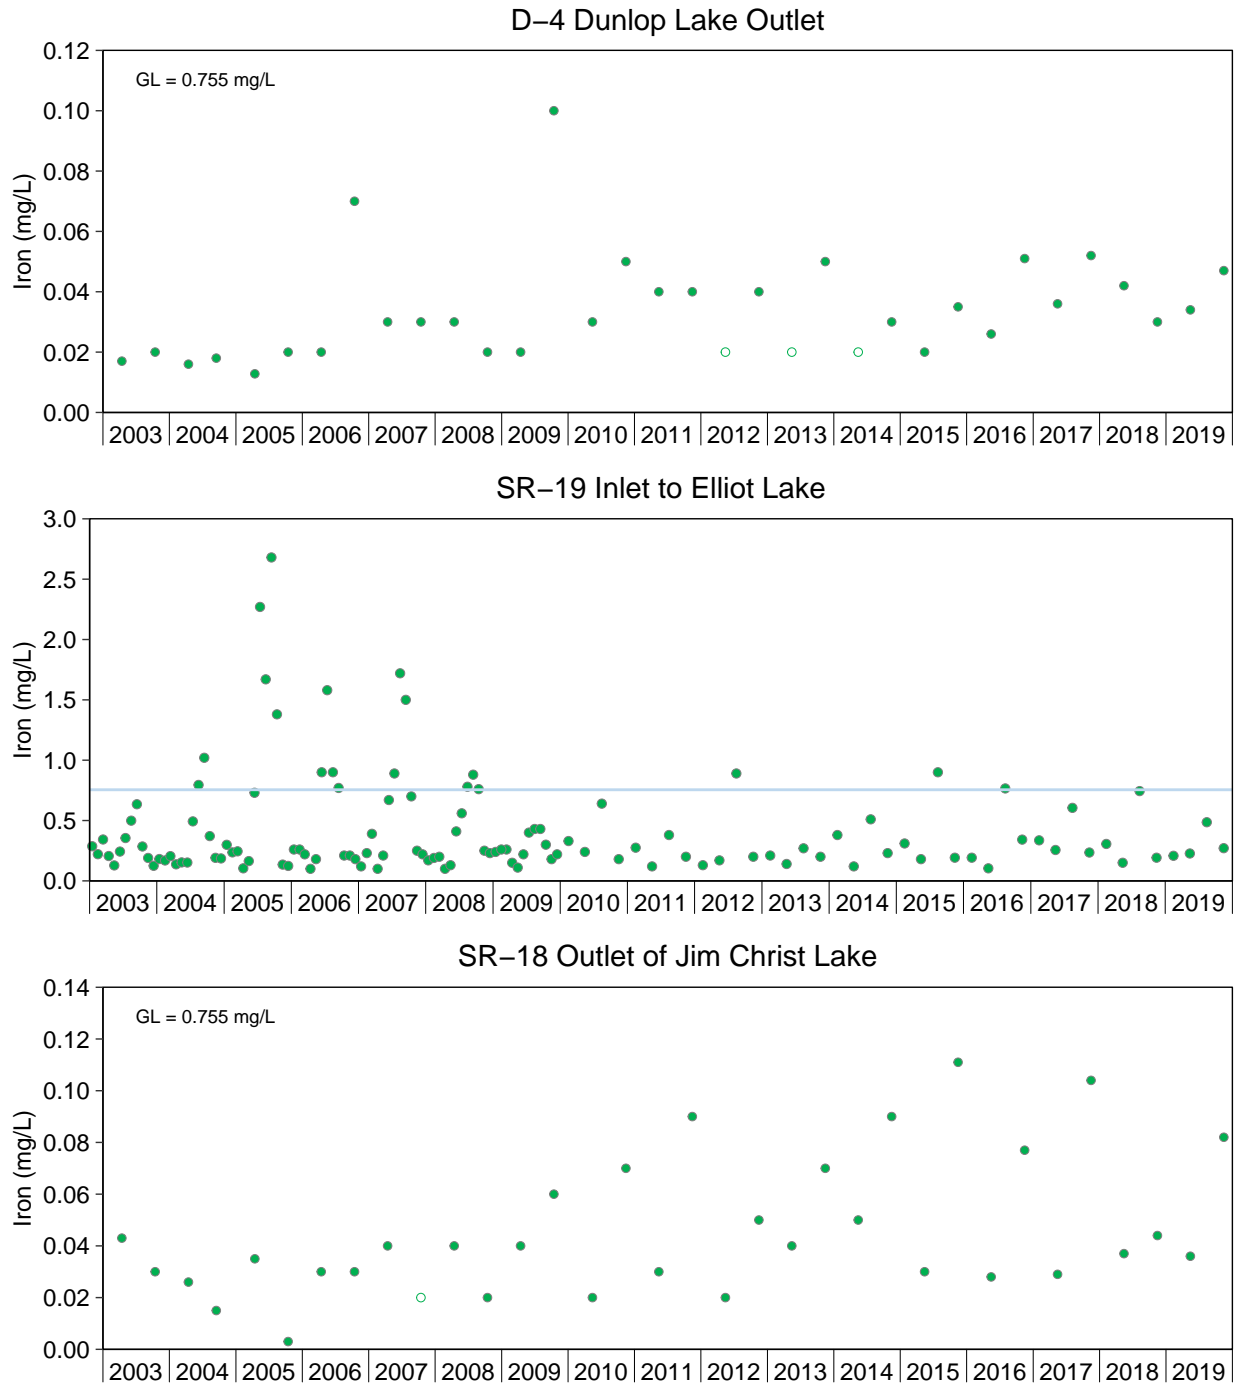 D−4 Dunlop Lake Outlet
GL = 0.755 mg/L
Iron (mg/L)
0.12
0.10
0.08
0.06
0.04
0.02
0.00
2003 2004 2005 2006 2007 2008 2009 2010 2011 2012 2013 2014 2015 2016 2017 2018 2019
SR−19 Inlet to Elliot Lake
Iron (mg/L)
3.0
2.5
2.0
1.5
1.0
0.5
0.0
2003 2004 2005 2006 2007 2008 2009 2010 2011 2012 2013 2014 2015 2016 2017 2018 2019
SR−18 Outlet of Jim Christ Lake
GL = 0.755 mg/L
Iron (mg/L)
0.14
0.12
0.10
0.08
0.06
0.04
0.02
0.00
2003 2004 2005 2006 2007 2008 2009 2010 2011 2012 2013 2014 2015 2016 2017 2018 2019